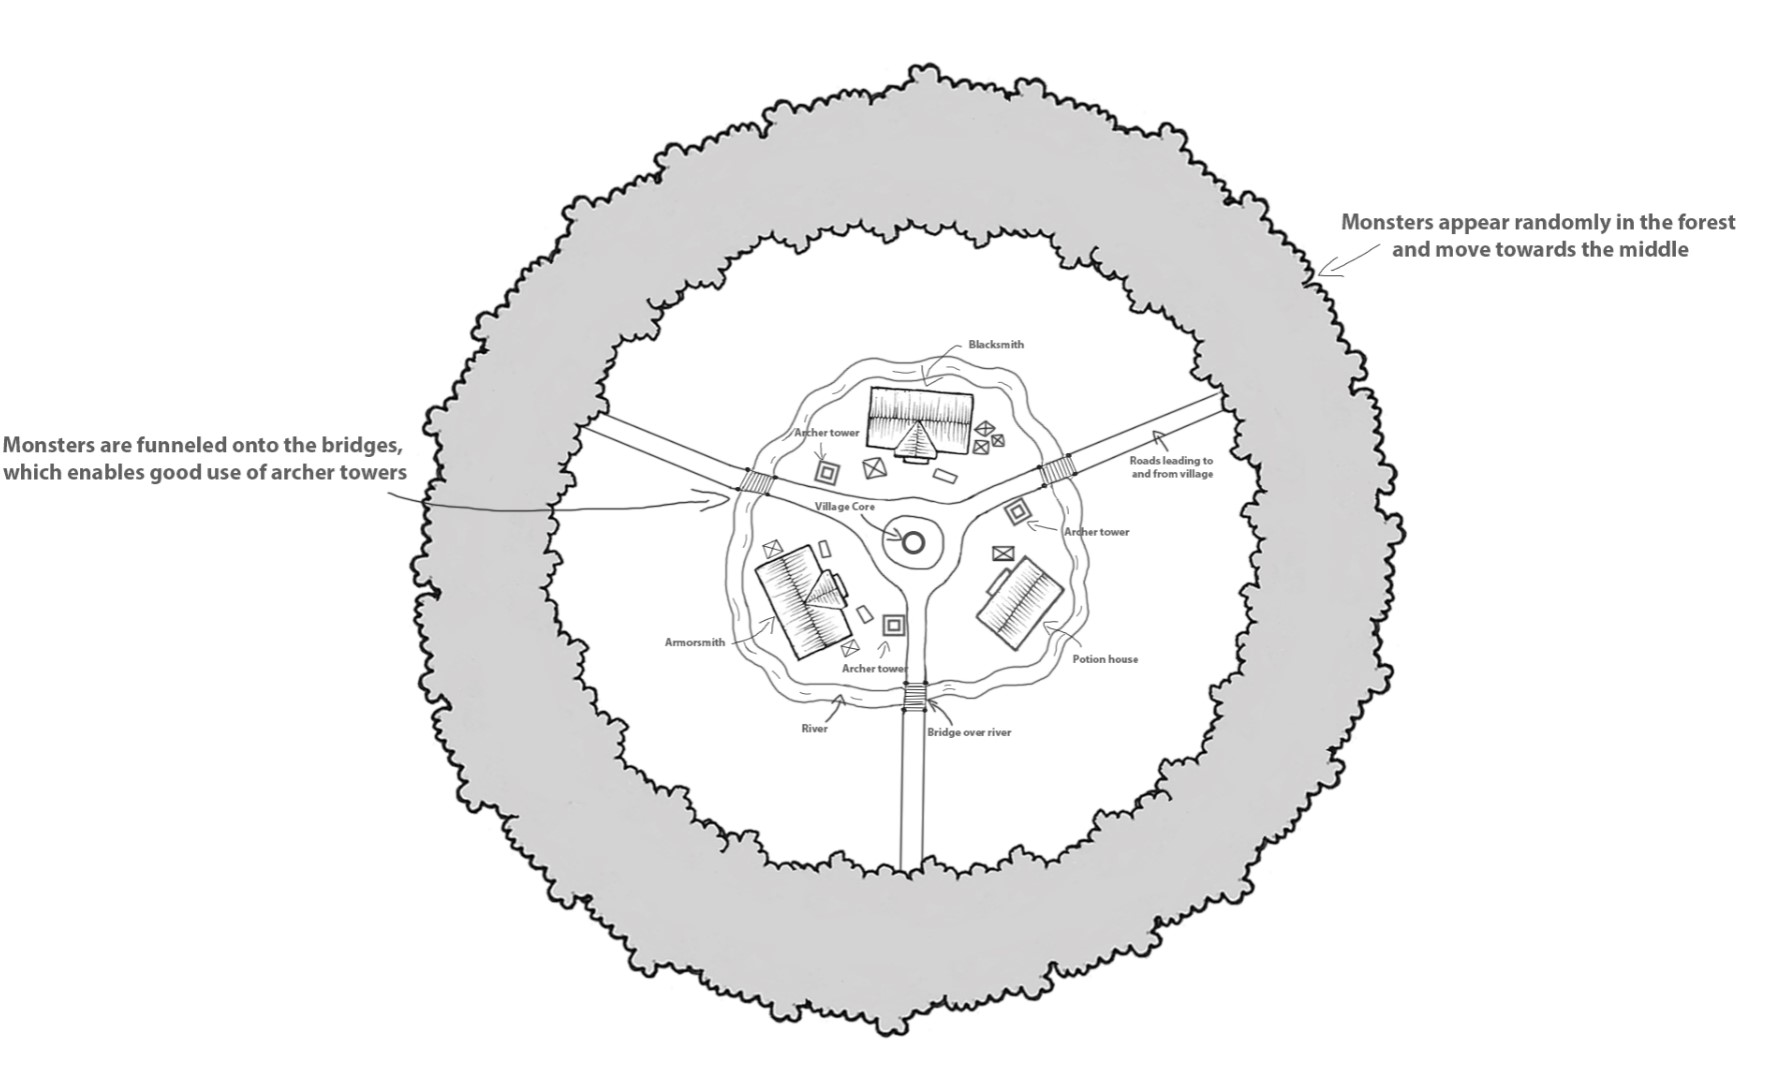 Monsters appear randomly in the forest
and move towards the middle
Blacksmith
Archer tower
Monsters are funneled onto the bridges,
which enables good use of archer towers
Roads leading to
and from village
Village Core
Archer tower
Armorsmith
Archer tower
Potion house
River
Bridge over river